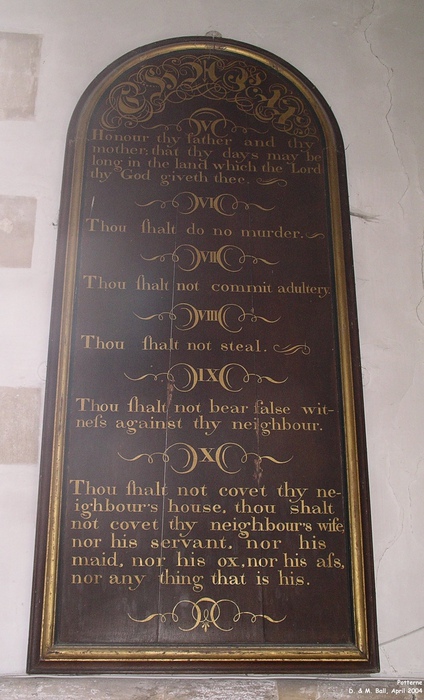 V
Honour thy father and thy
mother; that thy days may be
long in the land which the Lord
thy God giveth thee.
VI
Thou ſhalt do no murder.
VII
Thou ſhalt not commit adultery.
VIII
Thou ſhalt not steal.
IX
Thou ſhalt not bear false wit-
neſs against thy neighbour.
X
Thou ſhalt not covet thy ne-
ighbour's house, thou shalt
not covet thy neighbour's wife,
nor his servant, nor his
maid, nor his ox, nor his aſs,
nor any thing that is his.
Potterne
D. & M. Ball, April 2004